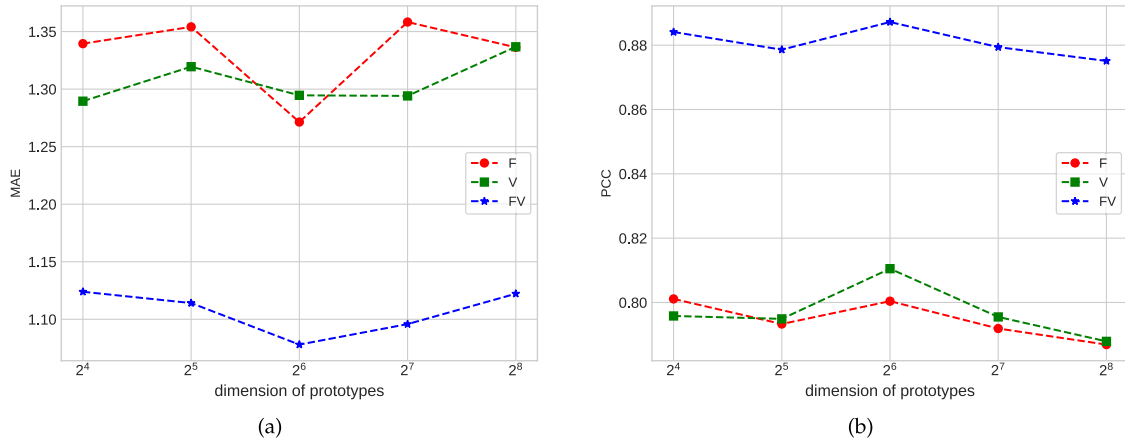 1.35
1.30
1.25
1.20
1.15
1.10
MAE
F
V
FV
2^4 2^5 2^6 2^7 2^8
dimension of prototypes
(a)
0.88
0.86
0.84
0.82
0.80
PCC
F
V
FV
2^4 2^5 2^6 2^7 2^8
dimension of prototypes
(b)